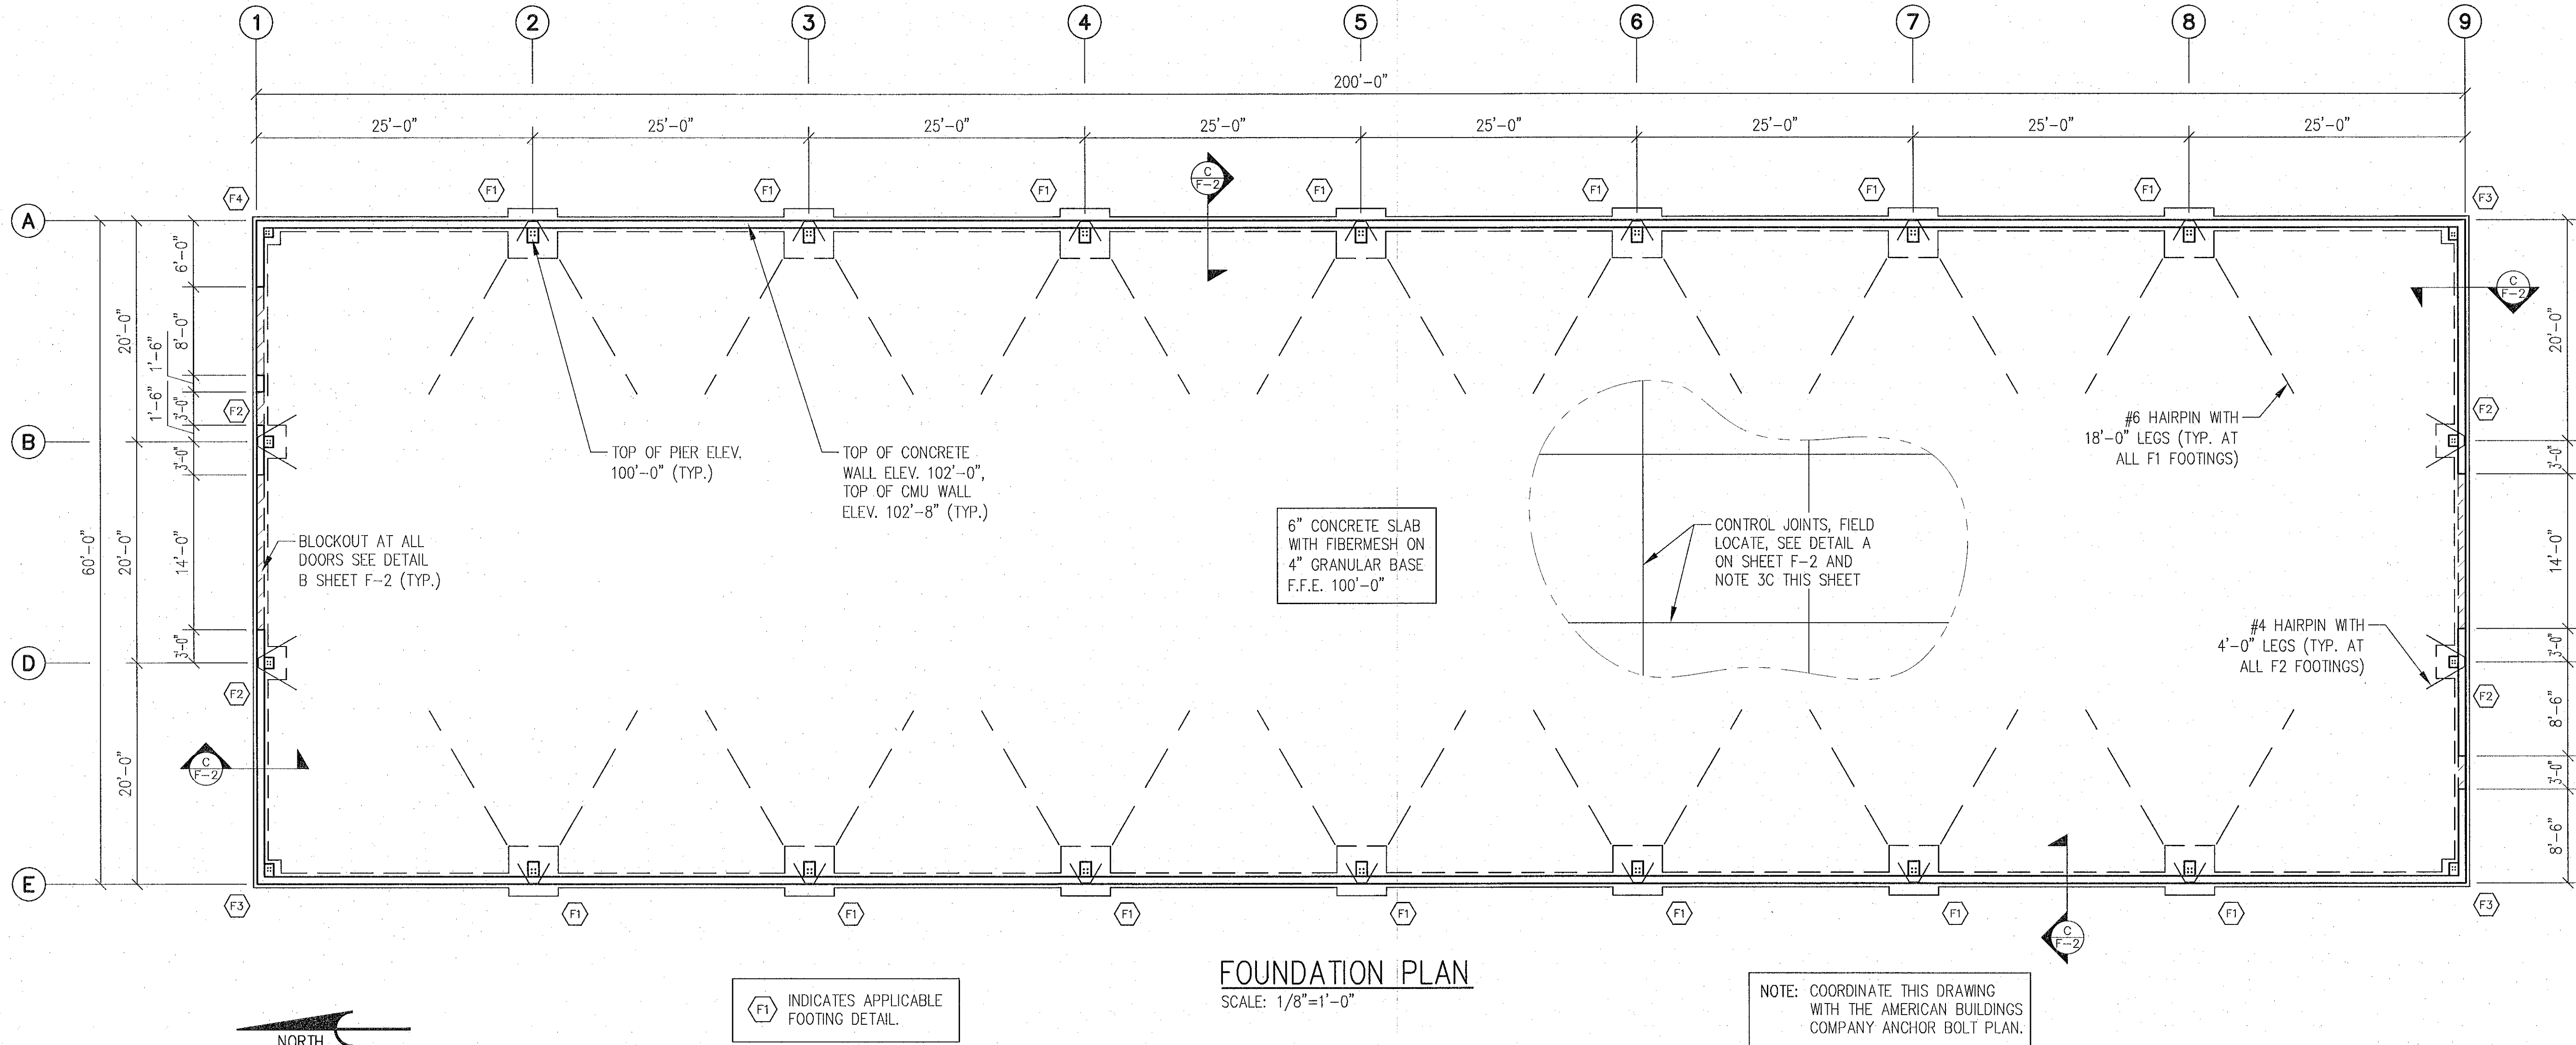 1 2 3 4 5 6 7 8 9
200'-0"
25'-0" 25'-0" 25'-0" 25'-0" 25'-0" 25'-0" 25'-0" 25'-0"
C
F-2
F4 F1 F1 F1 F1 F1 F1 F1 F3
A
C
F-2
6'-0"
8'-0"
1'-6"
3'-0"
1'-6"
3'-0"
14'-0"
3'-0"
20'-0"
20'-0"
20'-0"
60'-0"
20'-0"
3'-0"
14'-0"
3'-0"
8'-6"
3'-0"
8'-6"
F2
F2
B
TOP OF PIER ELEV.
100'-0" (TYP.)
TOP OF CONCRETE
WALL ELEV. 102'-0",
TOP OF CMU WALL
ELEV. 102'-8" (TYP.)
#6 HAIRPIN WITH
18'-0" LEGS (TYP. AT
ALL F1 FOOTINGS)
BLOCKOUT AT ALL
DOORS SEE DETAIL
B SHEET F-2 (TYP.)
6" CONCRETE SLAB
WITH FIBERMESH ON
4" GRANULAR BASE
F.F.E. 100'-0"
CONTROL JOINTS, FIELD
LOCATE, SEE DETAIL A
ON SHEET F-2 AND
NOTE 3C THIS SHEET
#4 HAIRPIN WITH
4'-0" LEGS (TYP. AT
ALL F2 FOOTINGS)
D
F2
F2
C
F-2
E
F3 F1 F1 F1 F1 F1 F1 F1 F3
C
F-2
FOUNDATION PLAN
SCALE: 1/8"=1'-0"
F1 INDICATES APPLICABLE
FOOTING DETAIL.
NOTE: COORDINATE THIS DRAWING
WITH THE AMERICAN BUILDINGS
COMPANY ANCHOR BOLT PLAN.
NORTH